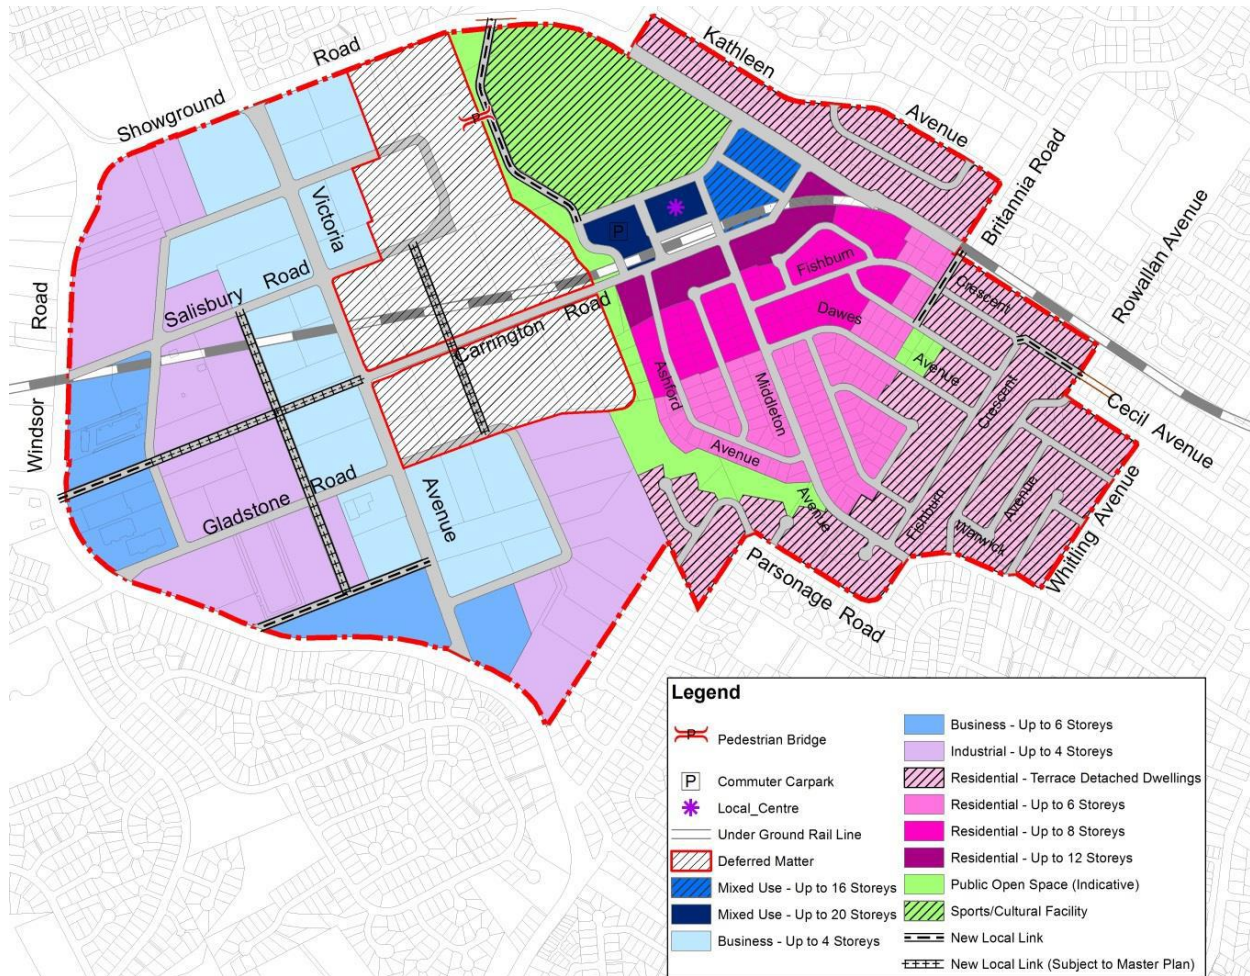 Showground Road
Kathleen Avenue
Britannia Road
Rowallan Avenue
P
Victoria
Salisbury Road
Windsor Road
Carrington Road
P
Fishburn
Crescent
Dawes
Avenue
Cecil Avenue
Ashford
Avenue
Middleton
Avenue
Crescent
Fishburn
Warwick
Avenue
Whitling Avenue
Gladstone Road
Avenue
Parsonage Road
Legend
P Pedestrian Bridge
P Commuter Carpark
Local_Centre
Under Ground Rail Line
Deferred Matter
Mixed Use - Up to 16 Storeys
Mixed Use - Up to 20 Storeys
Business - Up to 4 Storeys
Business - Up to 6 Storeys
Industrial - Up to 4 Storeys
Residential - Terrace Detached Dwellings
Residential - Up to 6 Storeys
Residential - Up to 8 Storeys
Residential - Up to 12 Storeys
Public Open Space (Indicative)
Sports/Cultural Facility
New Local Link
New Local Link (Subject to Master Plan)